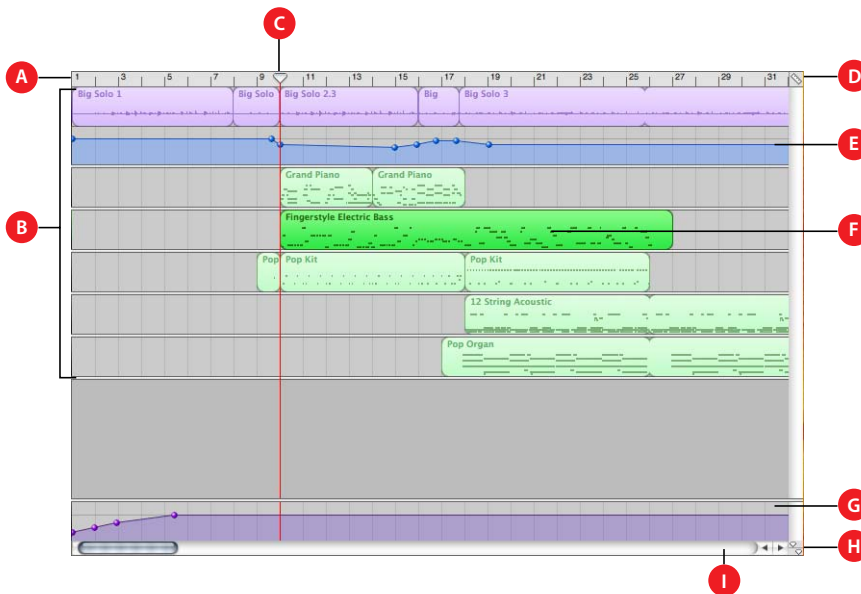 C
A
1 3 5 7 9 11 13 15 17 19 21 23 25 27 29 31
D
Big Solo 1 Big Solo Big Solo 2.3 Big Big Solo 3
E
Grand Piano Grand Piano
B
Fingerstyle Electric Bass
F
Pop Pop Kit Pop Kit
12 String Acoustic
Pop Organ
G
H
I